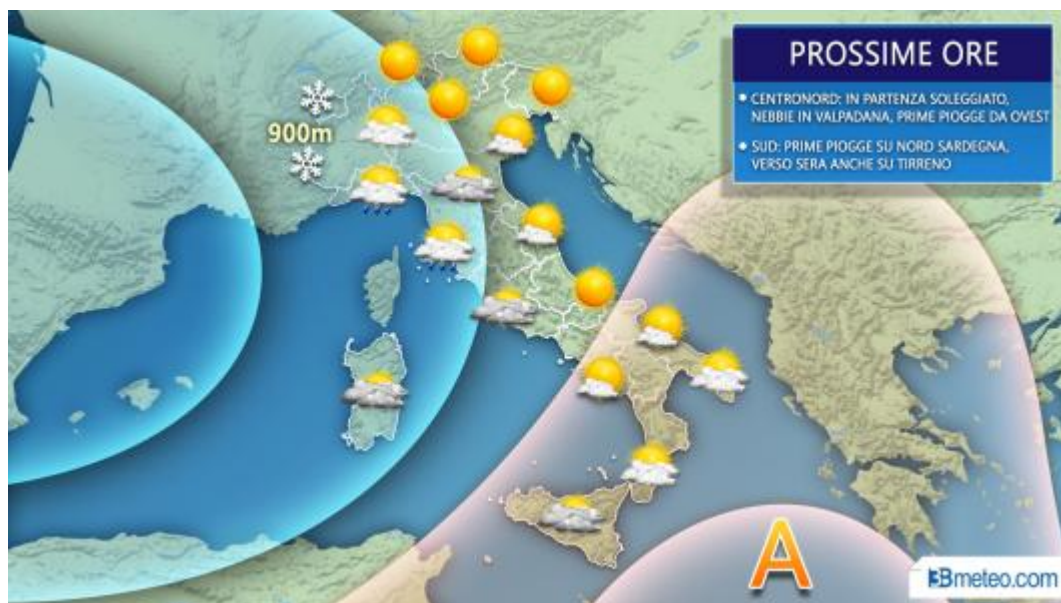 PROSSIME ORE
CENTRONORD: IN PARTENZA SOLEGGIATO,
NEBBIE IN VALPADANA, PRIME PIOGGE DA OVEST
SUD: PRIME PIOGGE SU NORD SARDEGNA,
VERSO SERA ANCHE SU TIRRENO
900m
A
3Bmeteo.com